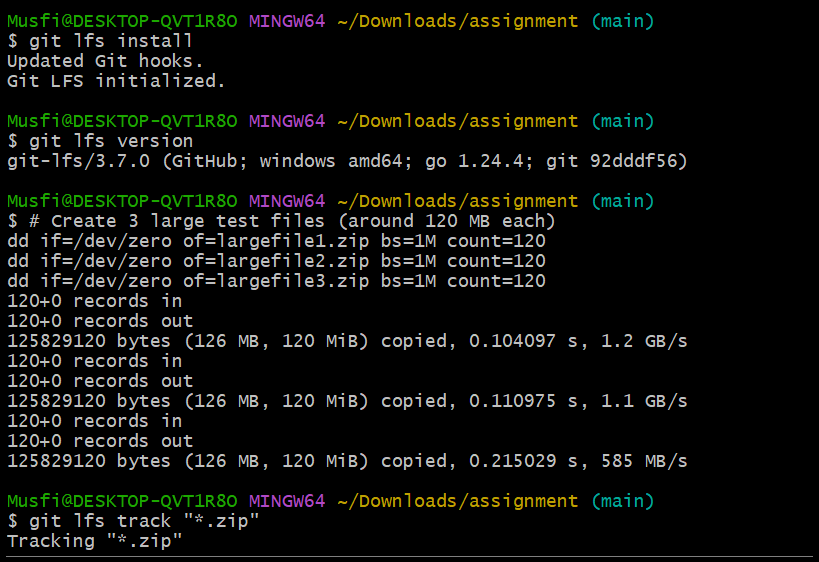 Musfi@DESKTOP-QVT1R8O MINGW64 ~/Downloads/assignment (main)
$ git lfs install
Updated Git hooks.
Git LFS initialized.
Musfi@DESKTOP-QVT1R8O MINGW64 ~/Downloads/assignment (main)
$ git lfs version
git-lfs/3.7.0 (GitHub; windows amd64; go 1.24.4; git 92dddf56)
Musfi@DESKTOP-QVT1R8O MINGW64 ~/Downloads/assignment (main)
$ # Create 3 large test files (around 120 MB each)
dd if=/dev/zero of=largefile1.zip bs=1M count=120
dd if=/dev/zero of=largefile2.zip bs=1M count=120
dd if=/dev/zero of=largefile3.zip bs=1M count=120
120+0 records in
120+0 records out
125829120 bytes (126 MB, 120 MiB) copied, 0.104097 s, 1.2 GB/s
120+0 records in
120+0 records out
125829120 bytes (126 MB, 120 MiB) copied, 0.110975 s, 1.1 GB/s
120+0 records in
120+0 records out
125829120 bytes (126 MB, 120 MiB) copied, 0.215029 s, 585 MB/s
Musfi@DESKTOP-QVT1R8O MINGW64 ~/Downloads/assignment (main)
$ git lfs track "*.zip"
Tracking "*.zip"